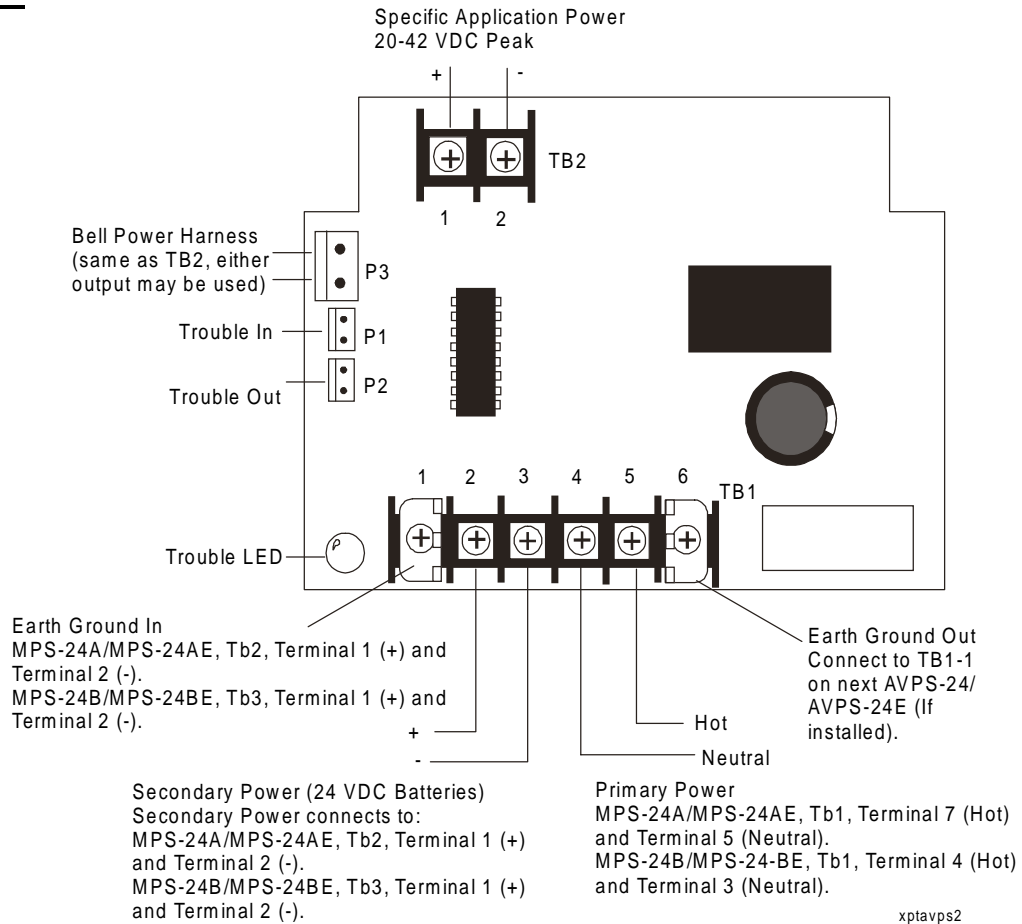 Specific Application Power
20-42 VDC Peak
+ -
TB2
1 2
Bell Power Harness
(same as TB2, either
output may be used)
P3
Trouble In
P1
Trouble Out
P2
1 2 3 4 5 6
TB1
Trouble LED
Earth Ground In
MPS-24A/MPS-24AE, Tb2, Terminal 1 (+) and
Terminal 2 (-).
MPS-24B/MPS-24BE, Tb3, Terminal 1 (+) and
Terminal 2 (-).
Earth Ground Out
Connect to TB1-1
on next AVPS-24/
AVPS-24E (If
installed).
+
-
Hot
Neutral
Secondary Power (24 VDC Batteries)
Secondary Power connects to:
MPS-24A/MPS-24AE, Tb2, Terminal 1 (+)
and Terminal 2 (-).
MPS-24B/MPS-24BE, Tb3, Terminal 1 (+)
and Terminal 2 (-).
Primary Power
MPS-24A/MPS-24AE, Tb1, Terminal 7 (Hot)
and Terminal 5 (Neutral).
MPS-24B/MPS-24-BE, Tb1, Terminal 4 (Hot)
and Terminal 3 (Neutral).
xptavps2